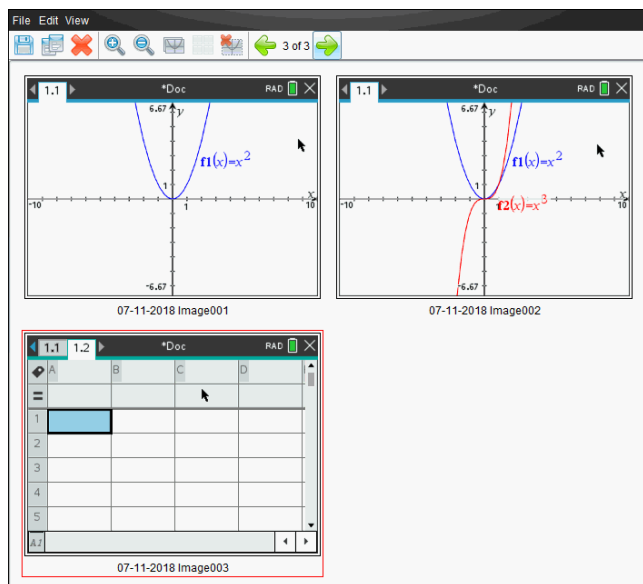 File Edit View
3 of 3
1.1 *Doc RAD
6.67 y
f1(x)=x²
1
-10 1 10 x
-6.67
07-11-2018 Image001
1.1 *Doc RAD
6.67 y
f1(x)=x²
1
-10 10 x
f2(x)=x³
-6.67
07-11-2018 Image002
1.1 1.2 *Doc RAD
A B C D
=
1
2
3
4
5
A1
07-11-2018 Image003